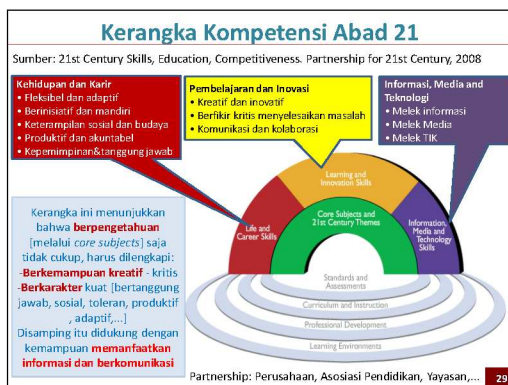 Kerangka Kompetensi Abad 21
Sumber: 21st Century Skills, Education, Competitiveness. Partnership for 21st Century, 2008
Kehidupan dan Karir
• Fleksibel dan adaptif
• Berinisiatif dan mandiri
• Keterampilan sosial dan budaya
• Produktif dan akuntabel
• Kepemimpinan&tanggung jawab
Pembelajaran dan Inovasi
• Kreatif dan inovatif
• Berfikir kritis menyelesaikan masalah
• Komunikasi dan kolaborasi
Informasi, Media and
Teknologi
• Melek informasi
• Melek Media
• Melek TIK
Learning and
Innovation Skills
Core Subjects and
21st Century Themes
Life and
Career Skills
Information,
Media and
Technology
Skills
Standards and
Assessments
Curriculum and Instruction
Professional Development
Learning Environments
Kerangka ini menunjukkan
bahwa berpengetahuan
[melalui core subjects] saja
tidak cukup, harus dilengkapi:
-Berkemampuan kreatif - kritis
-Berkarakter kuat [bertanggung
jawab, sosial, toleran, produktif
, adaptif,...]
Disamping itu didukung dengan
kemampuan memanfaatkan
informasi dan berkomunikasi
Partnership: Perusahaan, Asosiasi Pendidikan, Yayasan,...
29